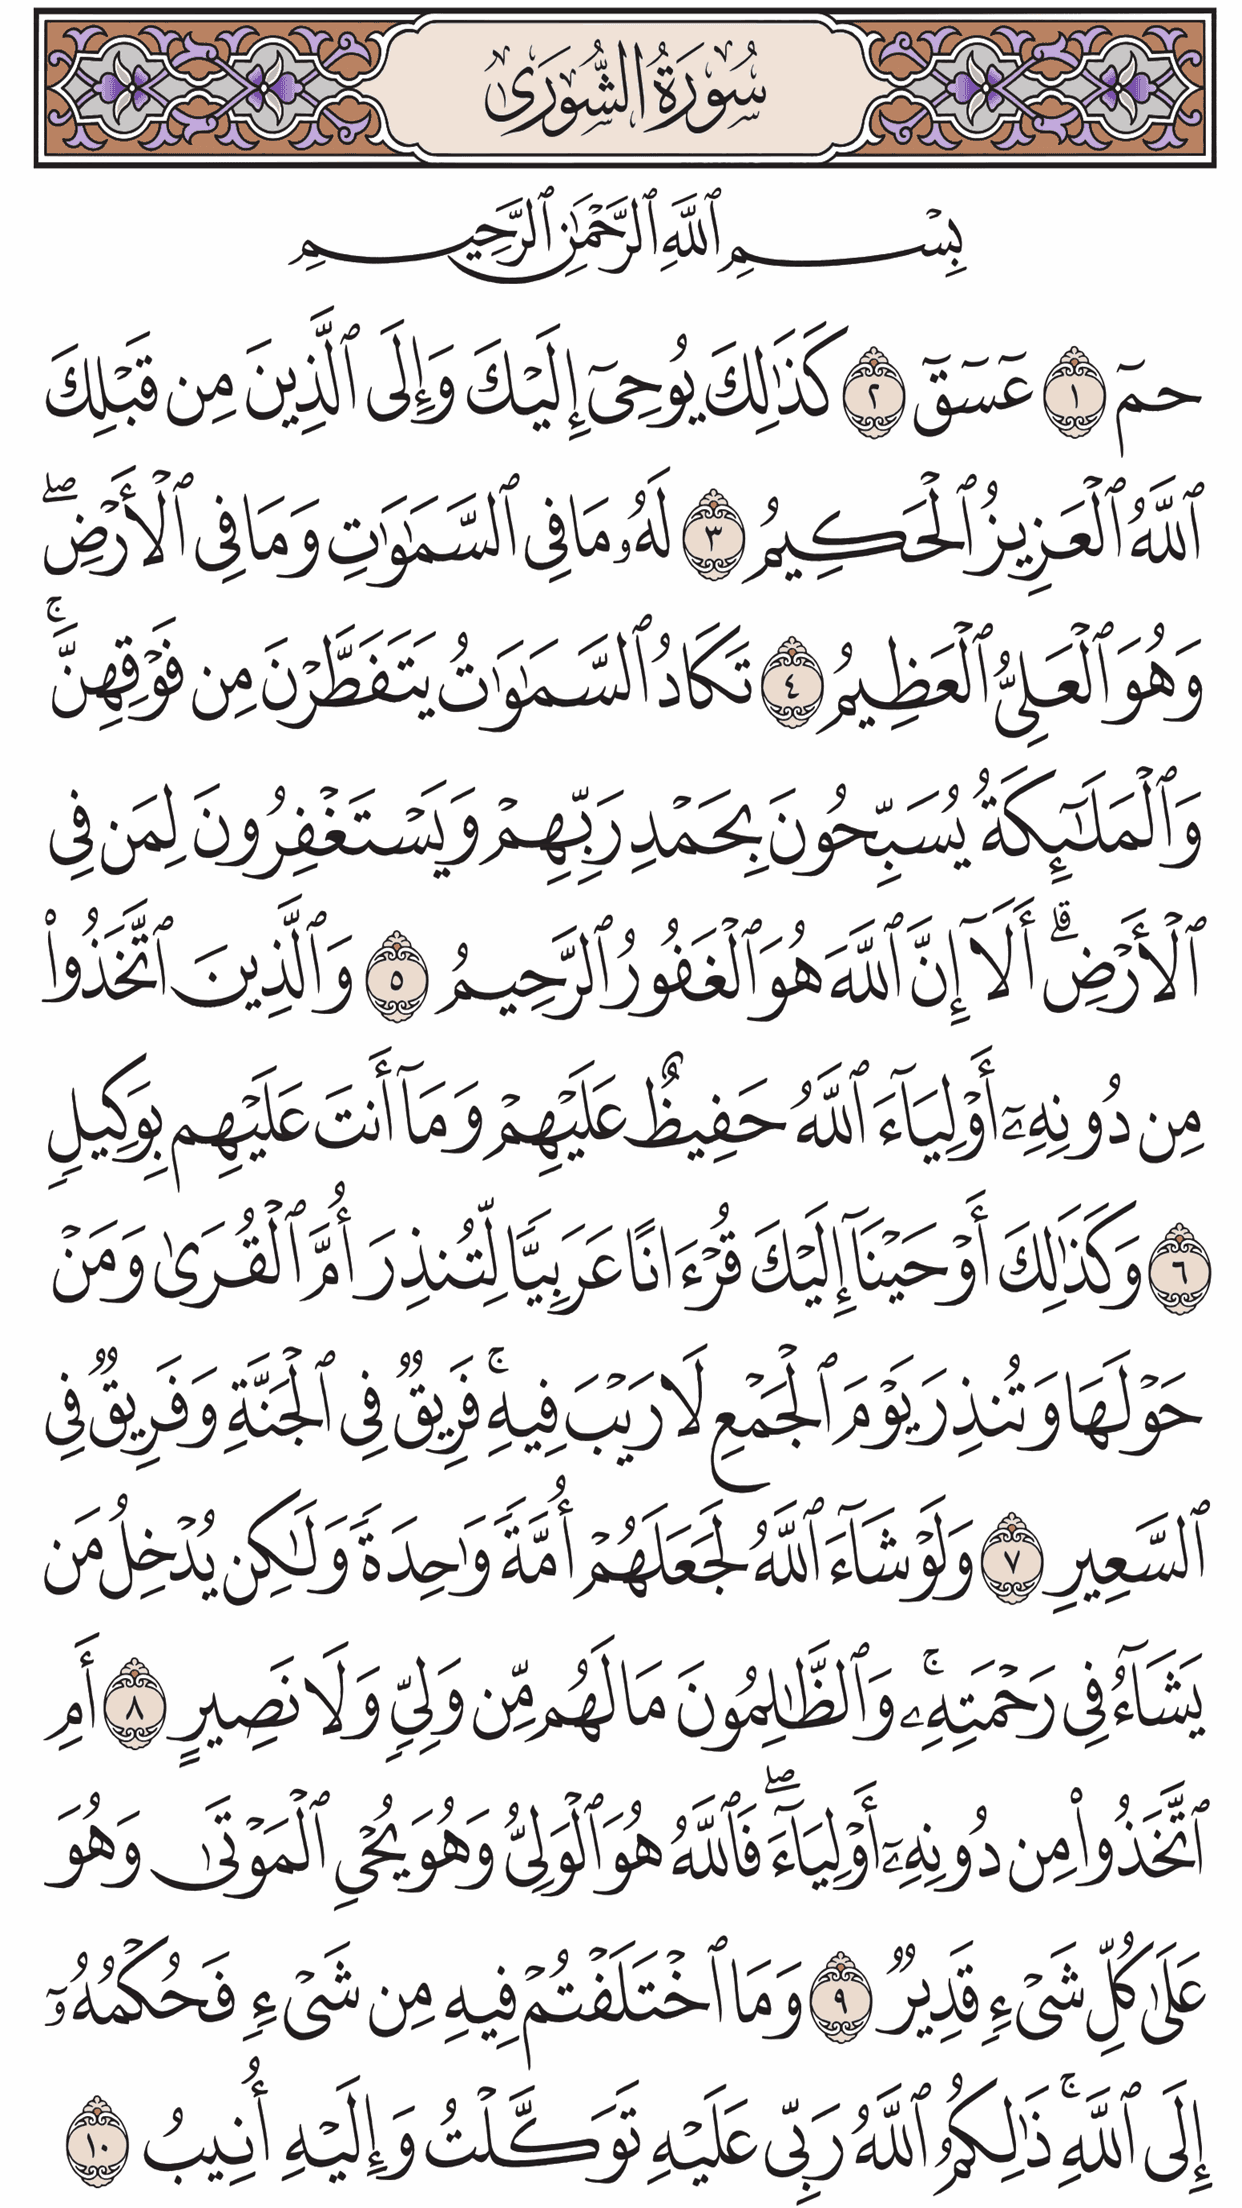 سُورَةُ الشُّورَىٰ
بِسْمِ ٱللَّهِ ٱلرَّحْمَٰنِ ٱلرَّحِيمِ
حمٓ ١ عٓسٓقٓ ٢ كَذَٰلِكَ يُوحِىٓ إِلَيْكَ وَإِلَى ٱلَّذِينَ مِن قَبْلِكَ
ٱللَّهُ ٱلْعَزِيزُ ٱلْحَكِيمُ ٣ لَهُۥ مَا فِى ٱلسَّمَٰوَٰتِ وَمَا فِى ٱلْأَرْضِۖ
وَهُوَ ٱلْعَلِىُّ ٱلْعَظِيمُ ٤ تَكَادُ ٱلسَّمَٰوَٰتُ يَتَفَطَّرْنَ مِن فَوْقِهِنَّۚ
وَٱلْمَلَٰٓئِكَةُ يُسَبِّحُونَ بِحَمْدِ رَبِّهِمْ وَيَسْتَغْفِرُونَ لِمَن فِى
ٱلْأَرْضِۗ أَلَآ إِنَّ ٱللَّهَ هُوَ ٱلْغَفُورُ ٱلرَّحِيمُ ٥ وَٱلَّذِينَ ٱتَّخَذُوا۟
مِن دُونِهِۦٓ أَوْلِيَآءَ ٱللَّهُ حَفِيظٌ عَلَيْهِمْ وَمَآ أَنتَ عَلَيْهِم بِوَكِيلٍ
٦ وَكَذَٰلِكَ أَوْحَيْنَآ إِلَيْكَ قُرْءَانًا عَرَبِيًّا لِّتُنذِرَ أُمَّ ٱلْقُرَىٰ وَمَنْ
حَوْلَهَا وَتُنذِرَ يَوْمَ ٱلْجَمْعِ لَا رَيْبَ فِيهِۚ فَرِيقٌ فِى ٱلْجَنَّةِ وَفَرِيقٌ فِى
ٱلسَّعِيرِ ٧ وَلَوْ شَآءَ ٱللَّهُ لَجَعَلَهُمْ أُمَّةً وَٰحِدَةً وَلَٰكِن يُدْخِلُ مَن
يَشَآءُ فِى رَحْمَتِهِۦۚ وَٱلظَّٰلِمُونَ مَا لَهُم مِّن وَلِىٍّ وَلَا نَصِيرٍ ٨ أَمِ
ٱتَّخَذُوا۟ مِن دُونِهِۦٓ أَوْلِيَآءَۖ فَٱللَّهُ هُوَ ٱلْوَلِىُّ وَهُوَ يُحْىِ ٱلْمَوْتَىٰ وَهُوَ
عَلَىٰ كُلِّ شَىْءٍ قَدِيرٌ ٩ وَمَا ٱخْتَلَفْتُمْ فِيهِ مِن شَىْءٍ فَحُكْمُهُۥٓ
إِلَى ٱللَّهِۚ ذَٰلِكُمُ ٱللَّهُ رَبِّى عَلَيْهِ تَوَكَّلْتُ وَإِلَيْهِ أُنِيبُ ١٠